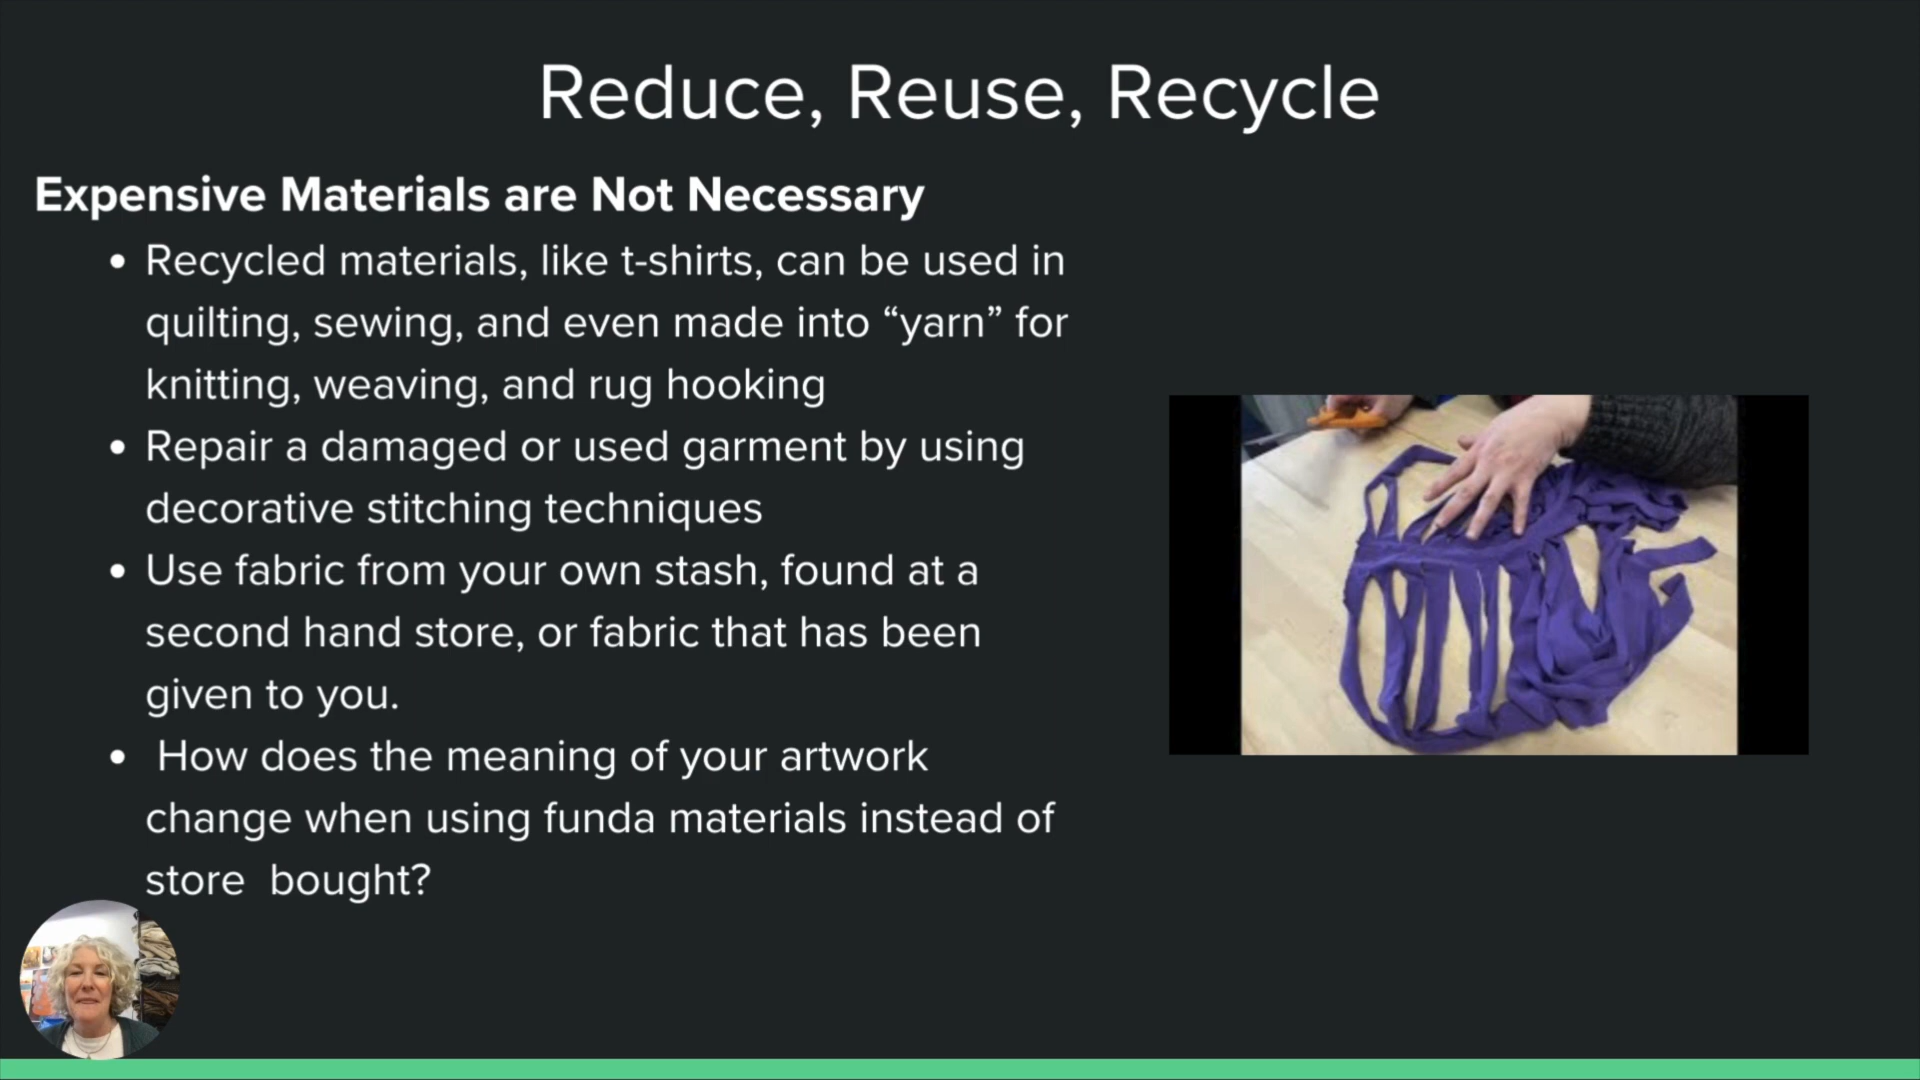 Reduce, Reuse, Recycle
Expensive Materials are Not Necessary
• Recycled materials, like t-shirts, can be used in
quilting, sewing, and even made into “yarn” for
knitting, weaving, and rug hooking
• Repair a damaged or used garment by using
decorative stitching techniques
• Use fabric from your own stash, found at a
second hand store, or fabric that has been
given to you.
• How does the meaning of your artwork
change when using funda materials instead of
store  bought?